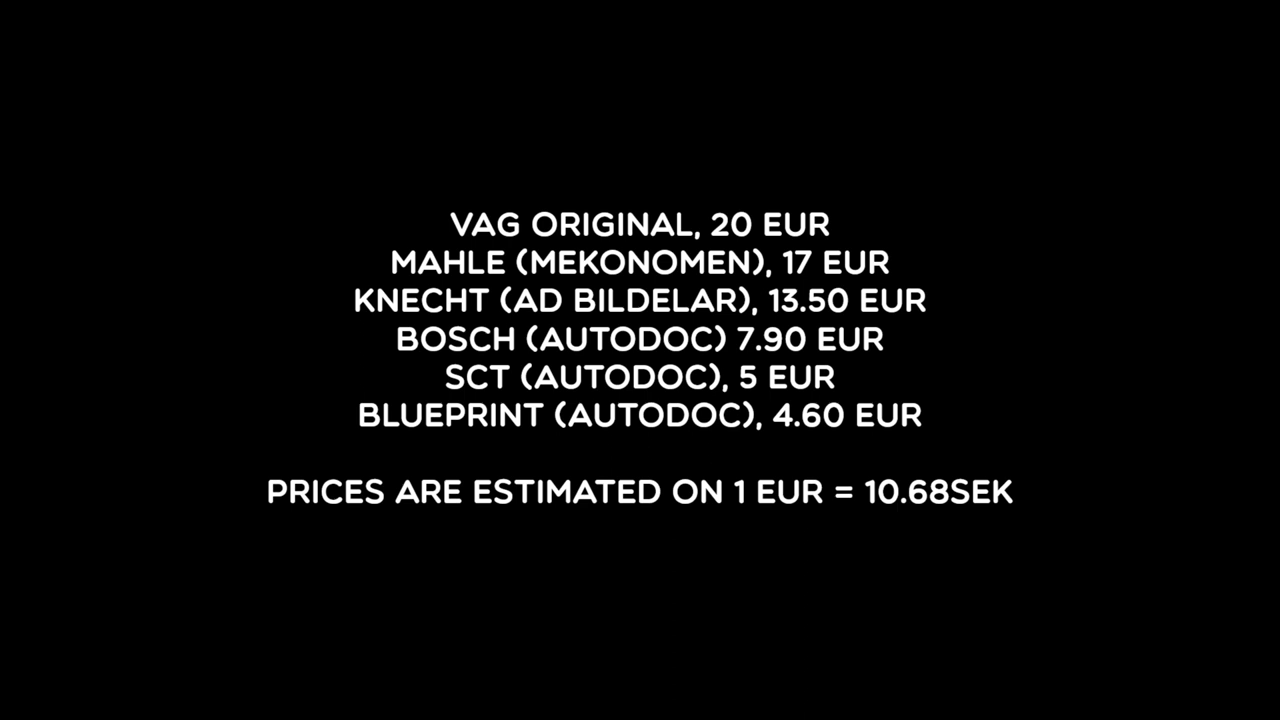 VAG ORIGINAL, 20 EUR
MAHLE (MEKONOMEN), 17 EUR
KNECHT (AD BILDELAR), 13.50 EUR
BOSCH (AUTODOC) 7.90 EUR
SCT (AUTODOC), 5 EUR
BLUEPRINT (AUTODOC), 4.60 EUR
PRICES ARE ESTIMATED ON 1 EUR = 10.68SEK